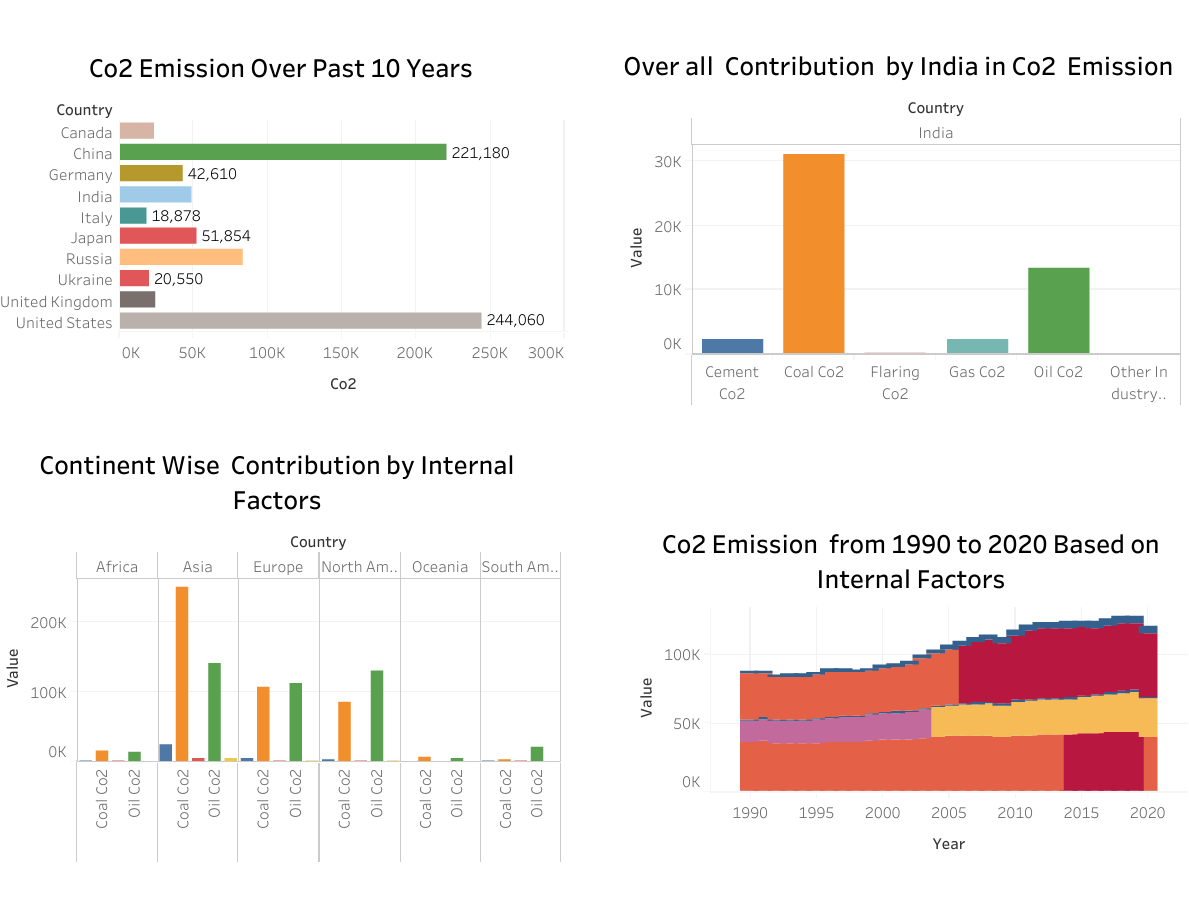 Co2 Emission Over Past 10 Years
Country
Canada
China 221,180
Germany 42,610
India
Italy 18,878
Japan 51,854
Russia
Ukraine 20,550
United Kingdom
United States 244,060
0K 50K 100K 150K 200K 250K 300K
Co2
Over all Contribution by India in Co2 Emission
Country
India
30K
20K
10K
0K
Value
Cement Coal Co2 Flaring Gas Co2 Oil Co2 Other In
Co2 Co2 dustry..
Continent Wise Contribution by Internal
Factors
Country
Africa Asia Europe North Am.. Oceania South Am..
200K
100K
0K
Value
Coal Co2 Oil Co2 Coal Co2 Oil Co2 Coal Co2 Oil Co2 Coal Co2 Oil Co2 Coal Co2 Oil Co2 Coal Co2 Oil Co2
Co2 Emission from 1990 to 2020 Based on
Internal Factors
100K
50K
0K
Value
1990 1995 2000 2005 2010 2015 2020
Year